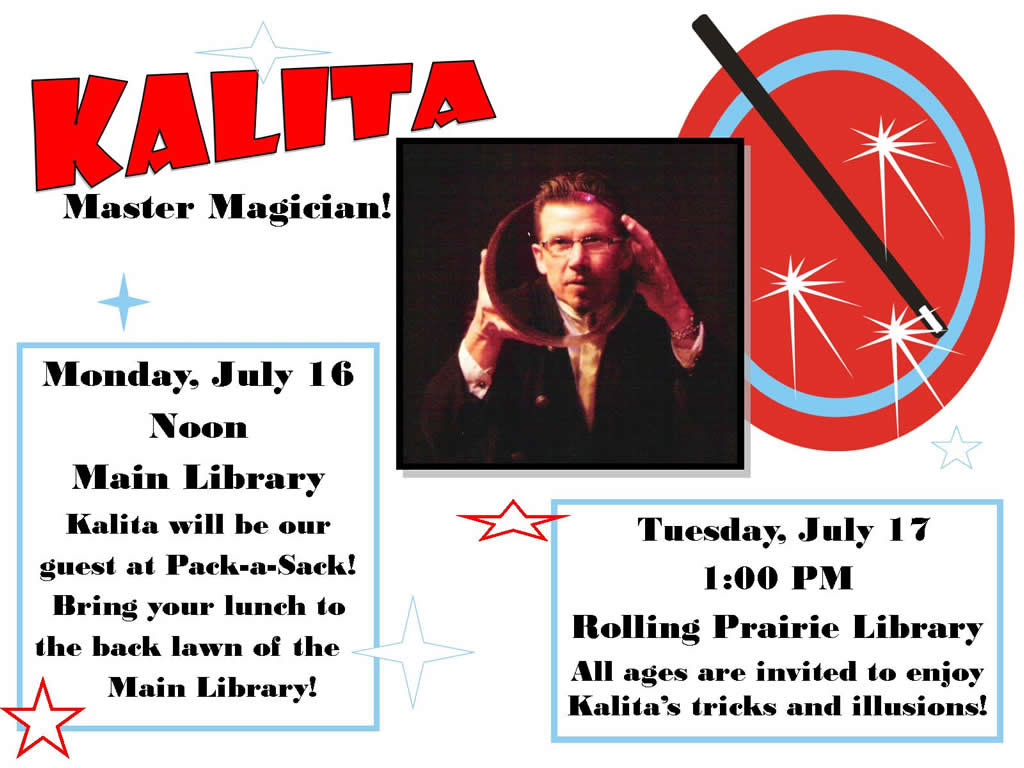 KALITA
Master Magician!
Monday, July 16
Noon
Main Library
Kalita will be our
guest at Pack-a-Sack!
Bring your lunch to
the back lawn of the
Main Library!
Tuesday, July 17
1:00 PM
Rolling Prairie Library
All ages are invited to enjoy
Kalita's tricks and illusions!